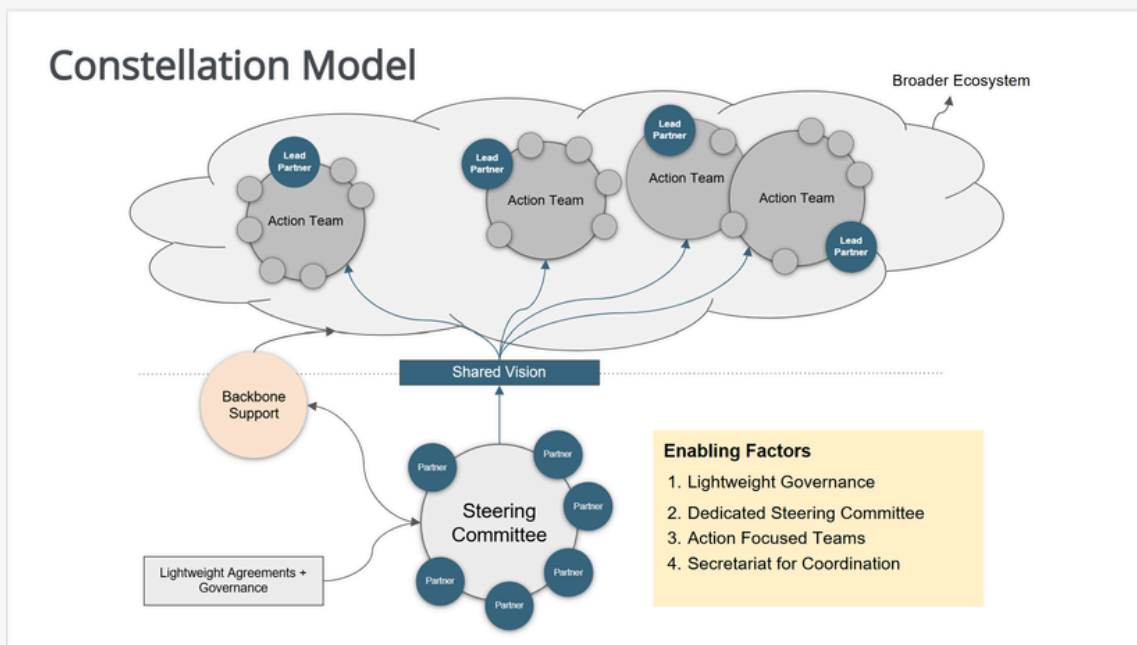 Constellation Model
Broader Ecosystem
Lead
Partner
Action Team
Lead
Partner
Action Team
Lead
Partner
Action Team
Action Team
Lead
Partner
Shared Vision
Backbone
Support
Partner
Partner
Partner
Partner
Partner
Partner
Steering
Committee
Lightweight Agreements +
Governance
Enabling Factors
1. Lightweight Governance
2. Dedicated Steering Committee
3. Action Focused Teams
4. Secretariat for Coordination